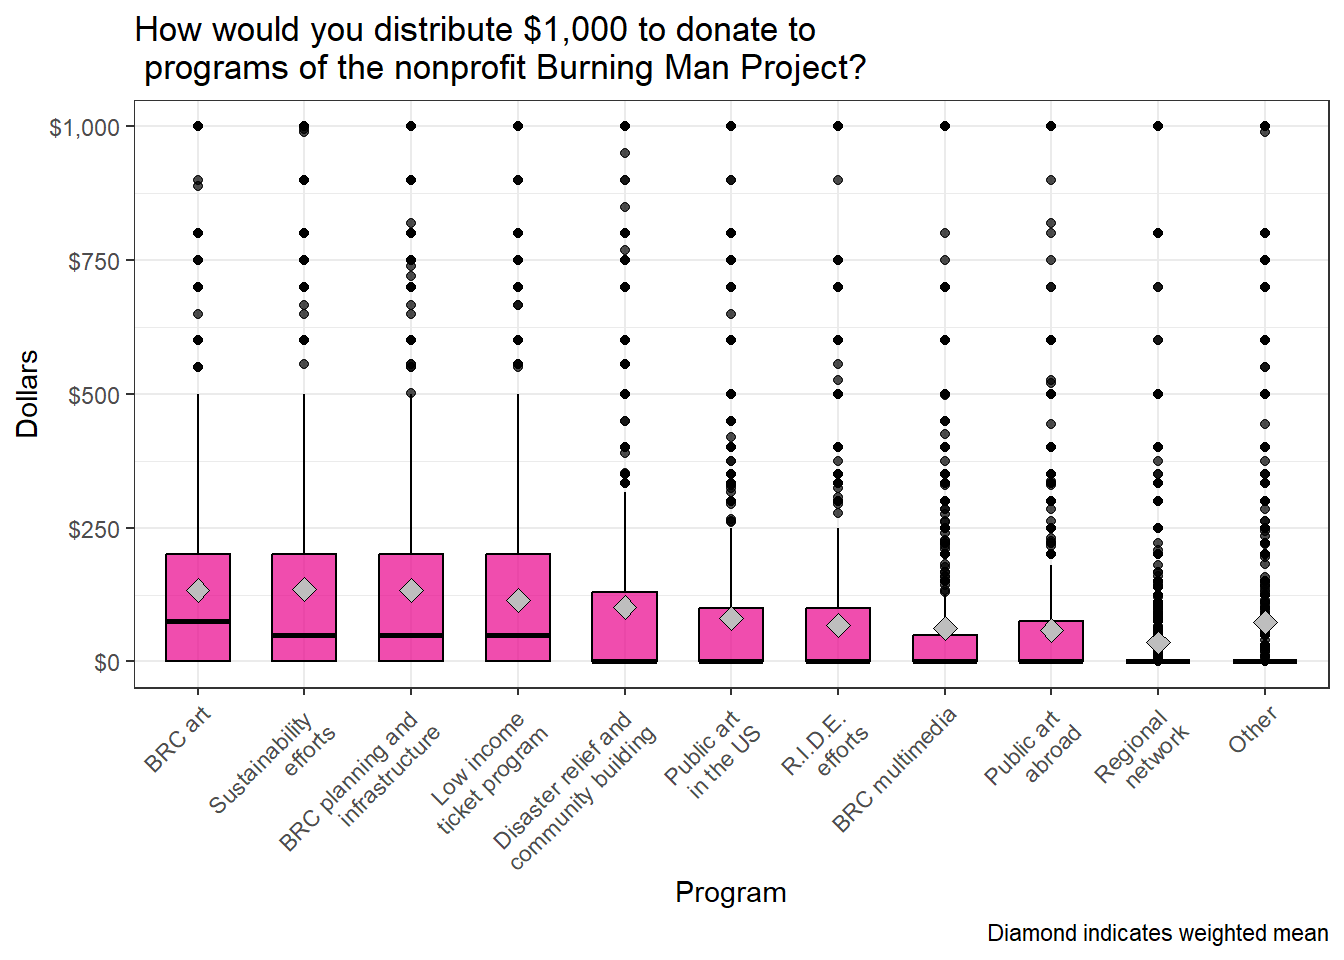 How would you distribute $1,000 to donate to
programs of the nonprofit Burning Man Project?
$1,000
$750
$500
$250
$0
Dollars
BRC art
Sustainability
efforts
BRC planning and
infrastructure
Low income
ticket program
Disaster relief and
community building
Public art
in the US
R.I.D.E.
efforts
BRC multimedia
Public art
abroad
Regional
network
Other
Program
Diamond indicates weighted mean